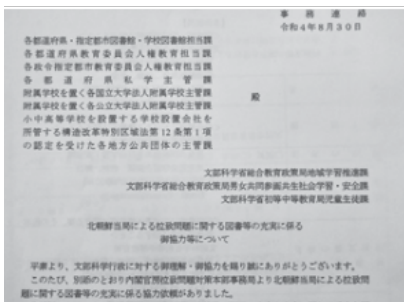 事務連絡
令和4年8月30日
各都道府県・指定都市図書館・学校図書館担当課
各都道府県教育委員会人権教育担当課
各政令指定都市教育委員会人権教育担当課
各都道府県私学主管課
附属学校を置く各国立大学法人附属学校主管課
附属学校を置く各公立大学法人附属学校主管課
小中高等学校を設置する学校設置会社を
所管する構造改革特別区域法第12条第1項
の認定を受けた各地方公共団体の主管課
殿
文部科学省総合教育政策局地域学習推進課
文部科学省総合教育政策局男女共同参画共生社会学習・安全課
文部科学省初等中等教育局児童生徒課
北朝鮮当局による拉致問題に関する図書等の充実に係る
御協力等について
平素より、文部科学行政に対する御理解・御協力を賜り誠にありがとうございます。
このたび、別添のとおり内閣官房拉致問題対策本部事務局より北朝鮮当局による拉致問
題に関する図書等の充実に係る協力依頼がありました。